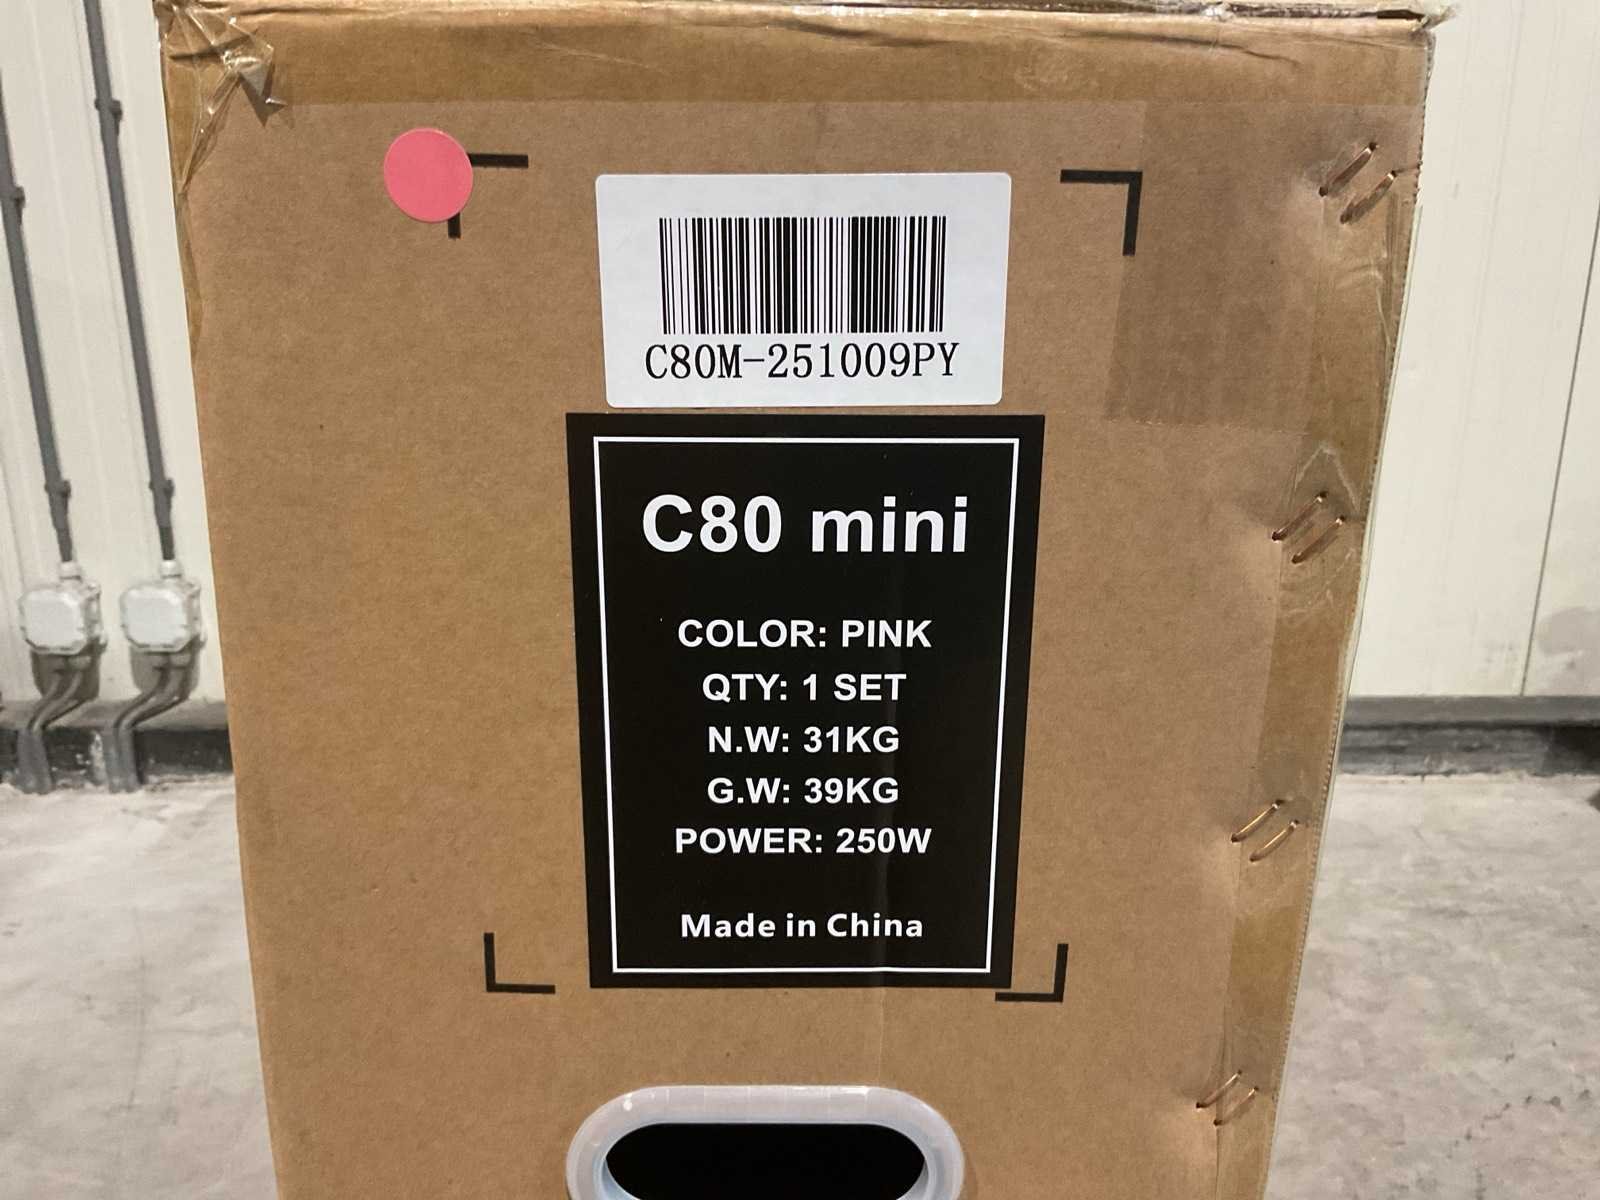 C80M-251009PY
C80 mini
COLOR: PINK
QTY: 1 SET
N.W: 31KG
G.W: 39KG
POWER: 250W
Made in China